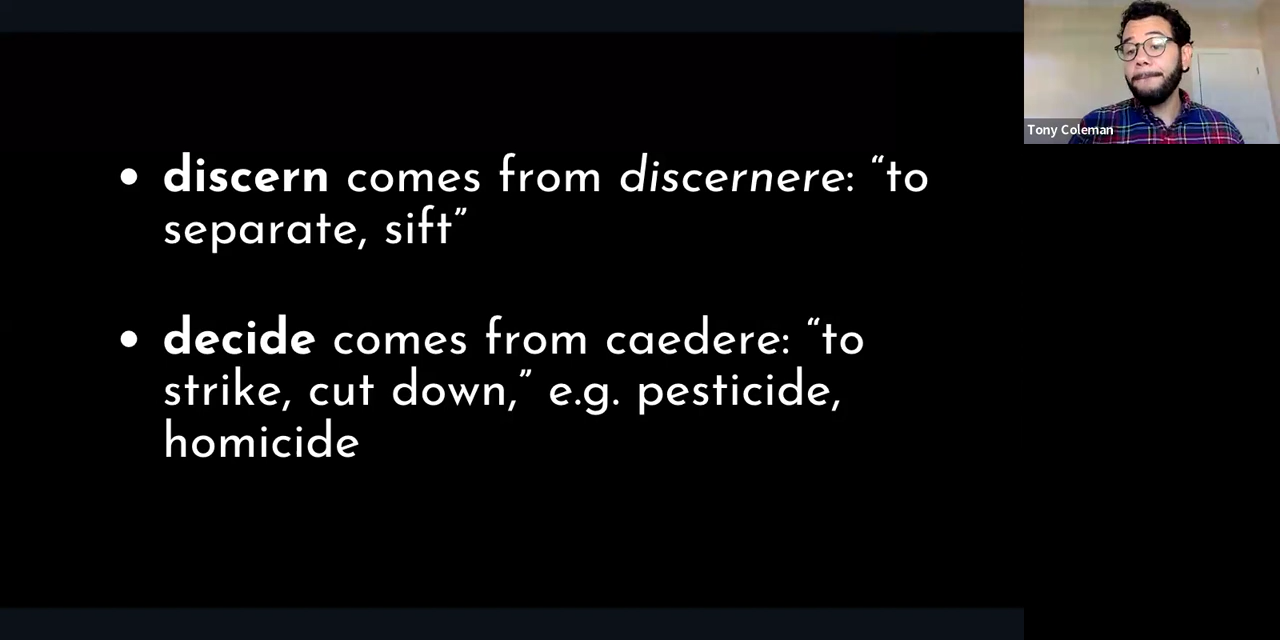 • discern comes from discernere: “to
separate, sift”
• decide comes from caedere: “to
strike, cut down,” e.g. pesticide,
homicide
Tony Coleman